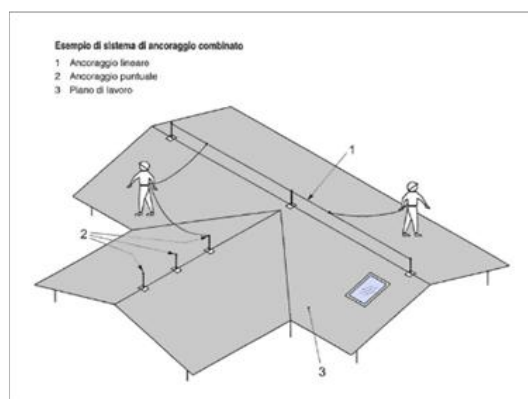 Esempio di sistema di ancoraggio combinato
1 Ancoraggio lineare
2 Ancoraggio puntuale
3 Piano di lavoro
1
2
3